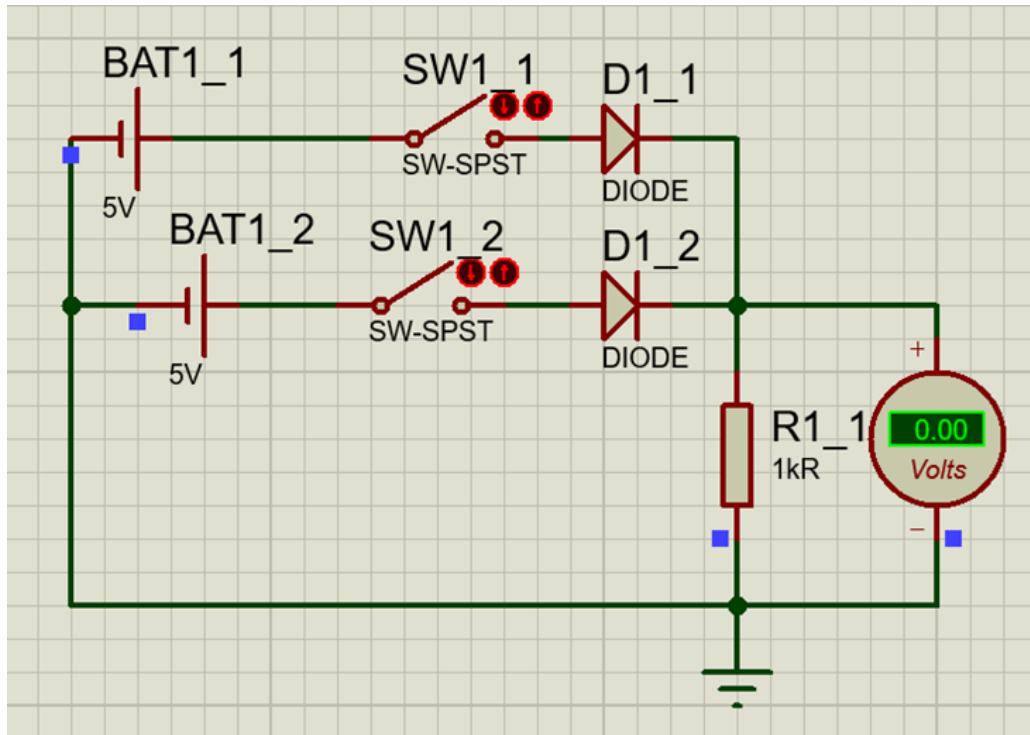 BAT1_1
SW1_1
D1_1
SW-SPST
DIODE
5V
BAT1_2
SW1_2
D1_2
SW-SPST
DIODE
5V
+
R1_1
1kR
0.00
Volts
−